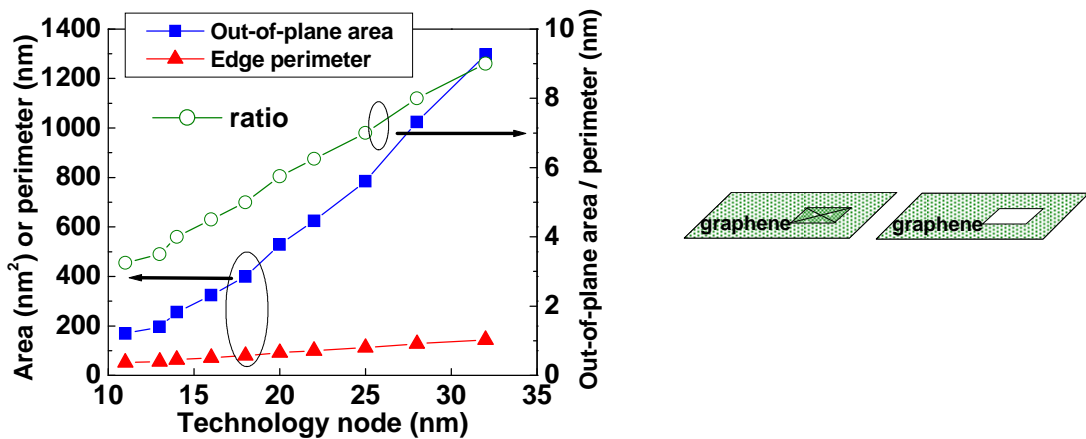 1400
1200
1000
800
600
400
200
0
Area (nm²) or perimeter (nm)
Out-of-plane area
Edge perimeter
ratio
10
8
6
4
2
0
Out-of-plane area / perimeter (nm)
10 15 20 25 30 35
Technology node (nm)
graphene
graphene